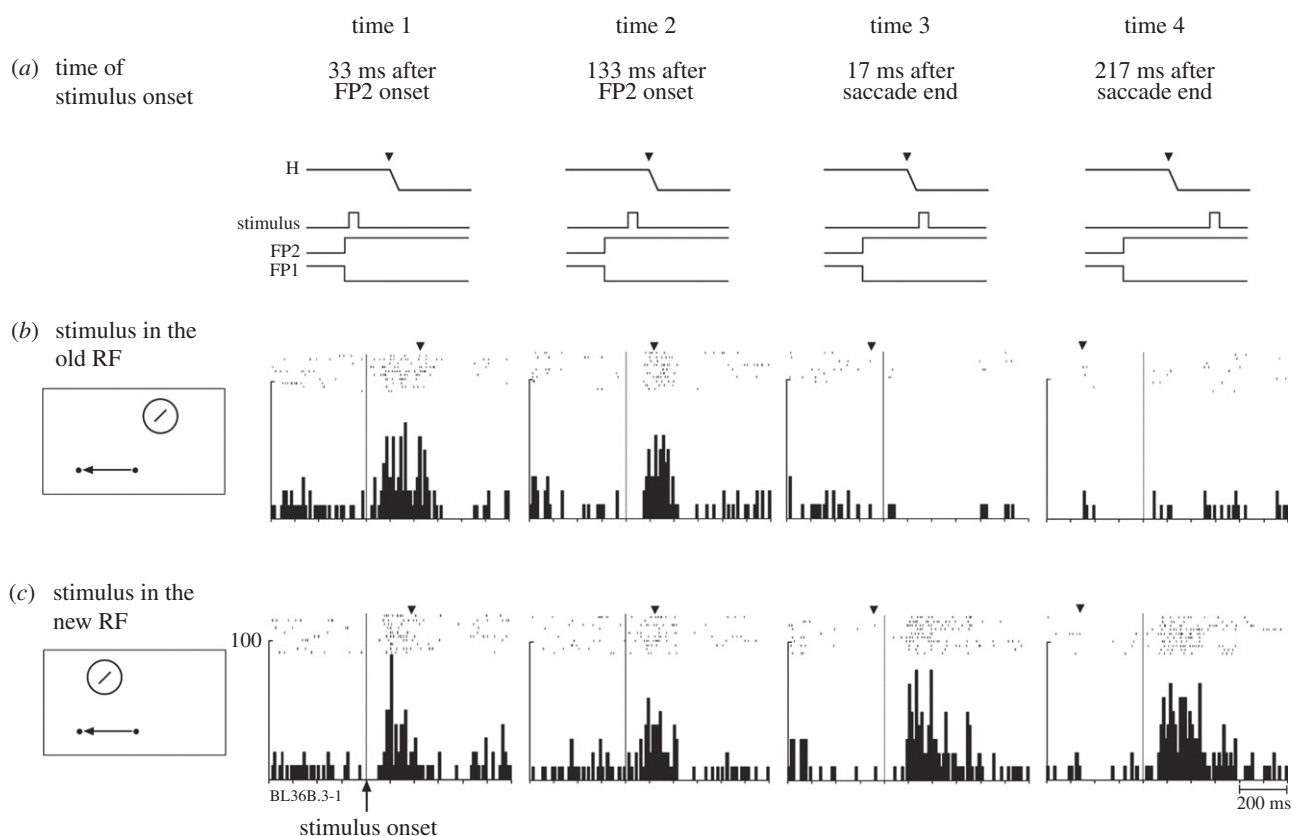 time 1 time 2 time 3 time 4
(a) time of stimulus onset
33 ms after FP2 onset
133 ms after FP2 onset
17 ms after saccade end
217 ms after saccade end
H
stimulus
FP2
FP1
(b) stimulus in the
old RF
(c) stimulus in the
new RF
100
BL36B.3-1
200 ms
stimulus onset